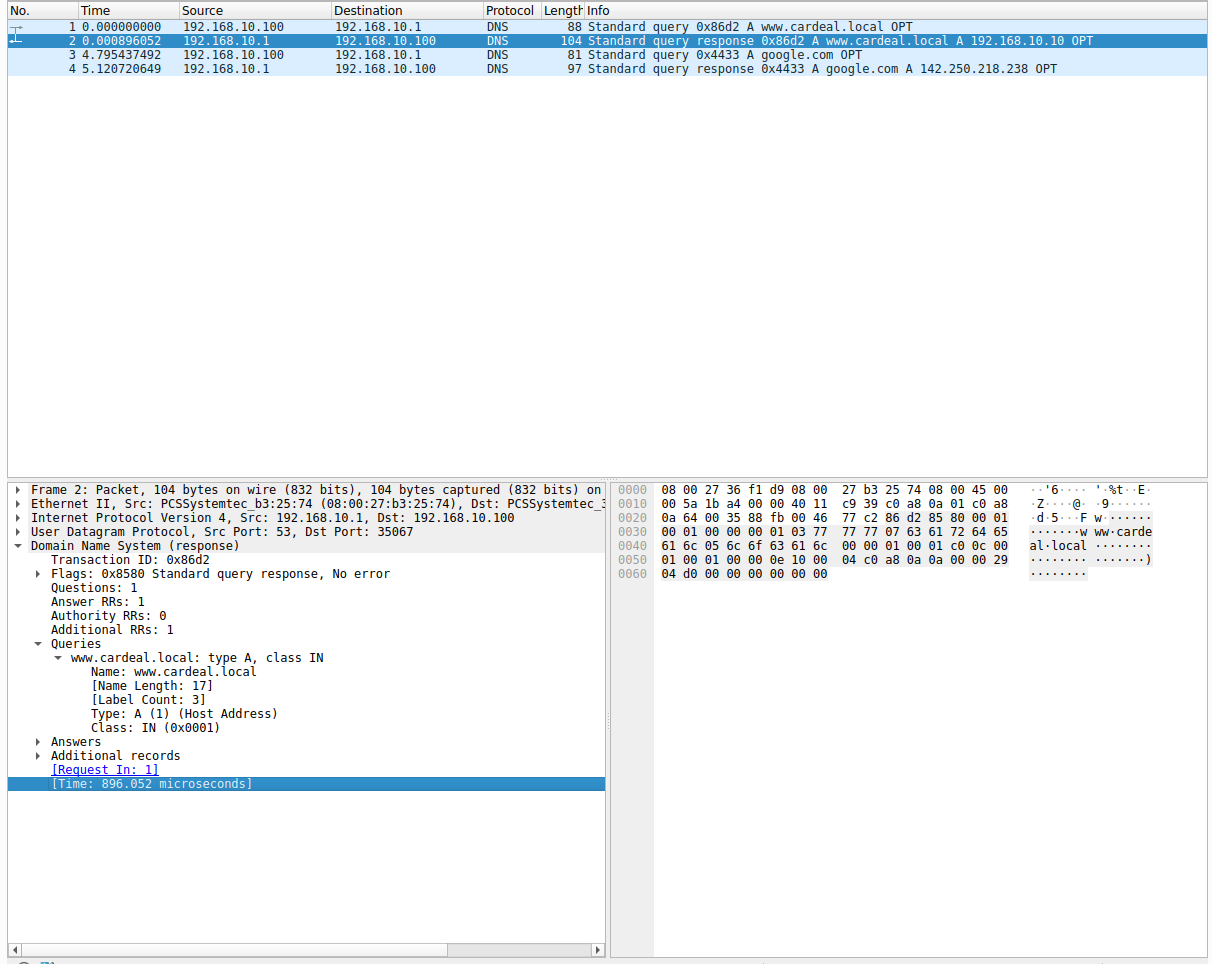 No. Time Source Destination Protocol Length Info
1 0.000000000 192.168.10.100 192.168.10.1 DNS 88 Standard query 0x86d2 A www.cardeal.local OPT
2 0.000896052 192.168.10.1 192.168.10.100 DNS 104 Standard query response 0x86d2 A www.cardeal.local A 192.168.10.10 OPT
3 4.795437492 192.168.10.100 192.168.10.1 DNS 81 Standard query 0x4433 A google.com OPT
4 5.120720649 192.168.10.1 192.168.10.100 DNS 97 Standard query response 0x4433 A google.com A 142.250.218.238 OPT
Frame 2: Packet, 104 bytes on wire (832 bits), 104 bytes captured (832 bits) on
Ethernet II, Src: PCSSystemtec_b3:25:74 (08:00:27:b3:25:74), Dst: PCSSystemtec_3
Internet Protocol Version 4, Src: 192.168.10.1, Dst: 192.168.10.100
User Datagram Protocol, Src Port: 53, Dst Port: 35067
Domain Name System (response)
Transaction ID: 0x86d2
Flags: 0x8580 Standard query response, No error
Questions: 1
Answer RRs: 1
Authority RRs: 0
Additional RRs: 1
Queries
www.cardeal.local: type A, class IN
Name: www.cardeal.local
[Name Length: 17]
[Label Count: 3]
Type: A (1) (Host Address)
Class: IN (0x0001)
Answers
Additional records
[Request In: 1]
[Time: 896.052 microseconds]
0000 08 00 27 36 f1 d9 08 00 27 b3 25 74 08 00 45 00 ··'6···· '·%t··E·
0010 00 5a 1b a4 00 00 40 11 c9 39 c0 a8 0a 01 c0 a8 ·Z····@· ·9······
0020 0a 64 00 35 88 fb 00 46 77 c2 86 d2 85 80 00 01 ·d·5···F w·······
0030 00 01 00 00 00 01 03 77 77 77 07 63 61 72 64 65 ·······w ww·carde
0040 61 6c 05 6c 6f 63 61 6c 00 00 01 00 01 c0 0c 00 al·local ········
0050 01 00 01 00 00 0e 10 00 04 c0 a8 0a 0a 00 00 29 ········ ·······)
0060 04 d0 00 00 00 00 00 00 ········